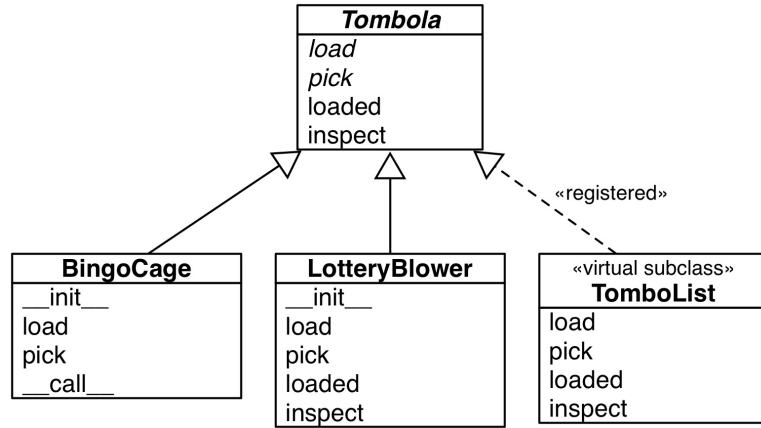 Tombola
load
pick
loaded
inspect
«registered»
BingoCage
__init__
load
pick
__call__
LotteryBlower
__init__
load
pick
loaded
inspect
«virtual subclass»
TomboList
load
pick
loaded
inspect